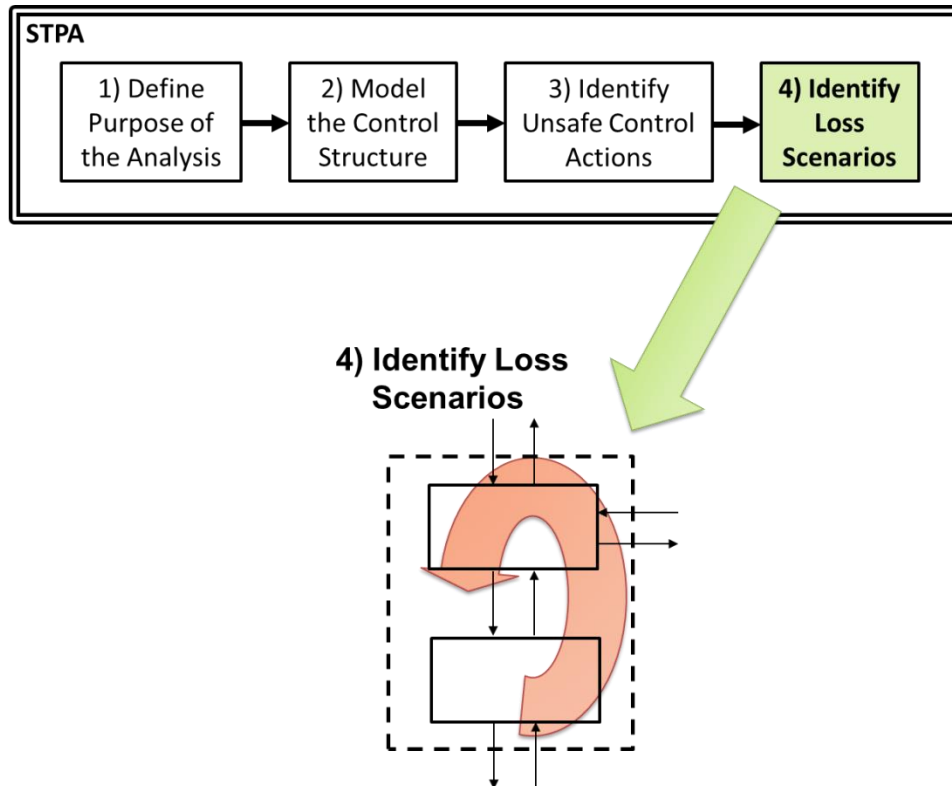 STPA
1) Define
Purpose of
the Analysis
2) Model
the Control
Structure
3) Identify
Unsafe Control
Actions
4) Identify
Loss
Scenarios
4) Identify Loss
Scenarios